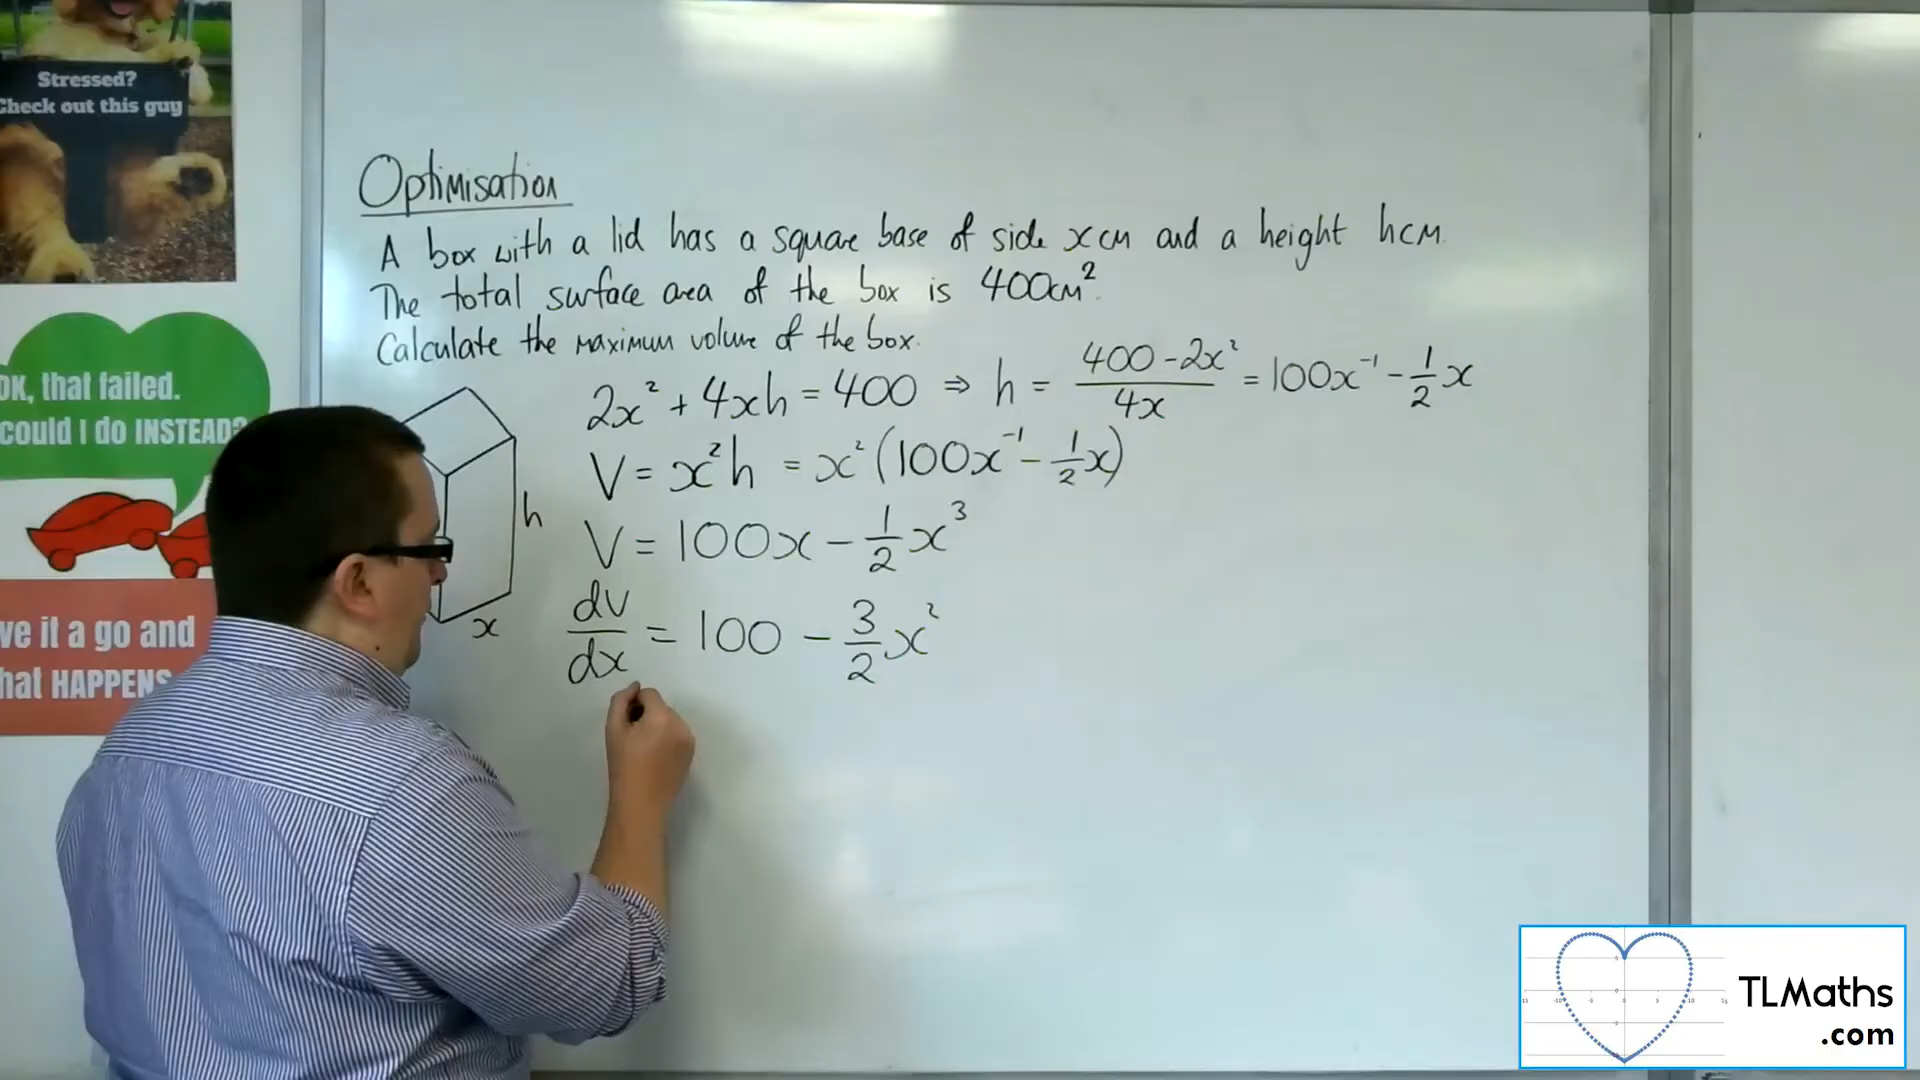 Stressed?
Check out this guy
OK, that failed.
could I do INSTEAD?
ve it a go and
hat HAPPENS
Optimisation
A box with a lid has a square base of side x cm and a height h cm.
The total surface area of the box is 400cm².
Calculate the maximum volume of the box.
2x² + 4xh = 400 ⇒ h = (400 - 2x²)/(4x) = 100x⁻¹ - 1/2 x
V = x²h = x²(100x⁻¹ - 1/2 x)
V = 100x - 1/2 x³
dV/dx = 100 - 3/2 x²
h
x
TLMaths
.com